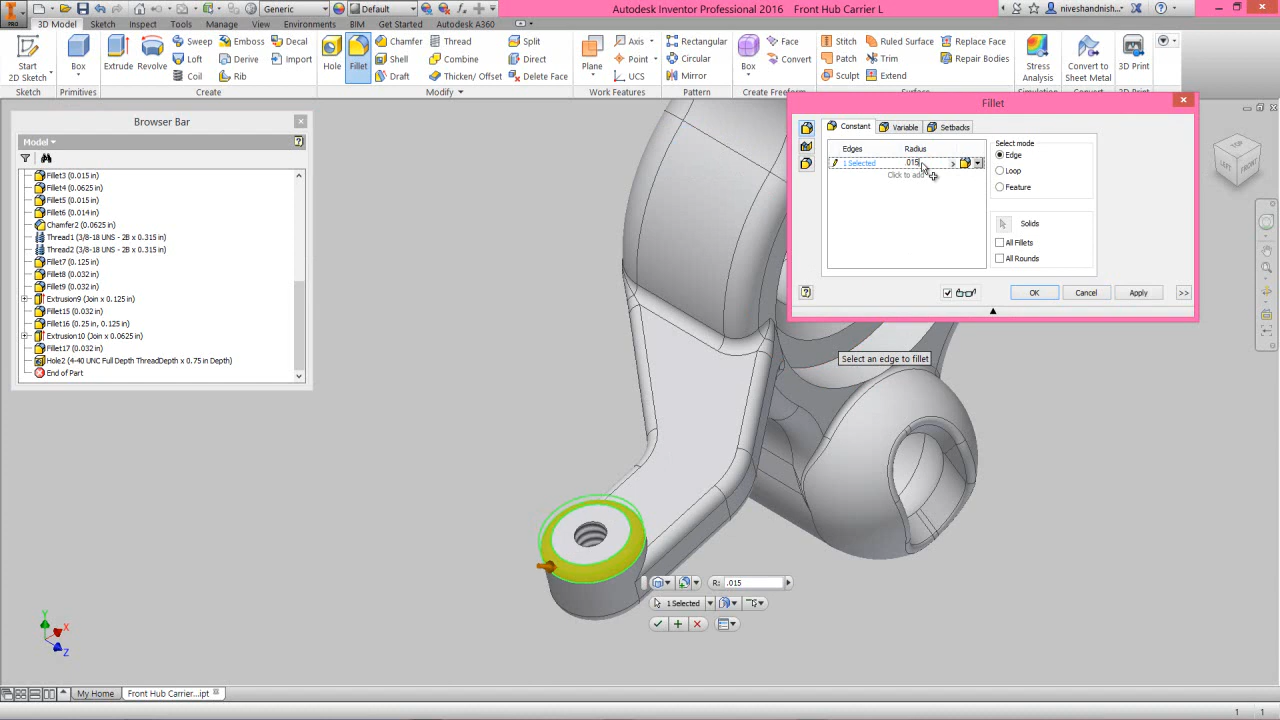 Generic
Default
Autodesk Inventor Professional 2016
Front Hub Carrier L
niveshandnish...
PRO
3D Model
Sketch
Inspect
Tools
Manage
View
Environments
BIM
Get Started
Autodesk A360
Start
2D Sketch
Box
Extrude
Revolve
Sweep
Emboss
Decal
Loft
Derive
Import
Coil
Rib
Hole
Fillet
Chamfer
Thread
Split
Shell
Combine
Direct
Draft
Thicken/ Offset
Delete Face
Plane
Axis
Point
UCS
Rectangular
Circular
Mirror
Box
Face
Convert
Stitch
Ruled Surface
Replace Face
Patch
Trim
Repair Bodies
Sculpt
Extend
Stress
Analysis
Convert to
Sheet Metal
3D Print
Sketch
Primitives
Create
Modify
Work Features
Pattern
Create Freeform
Surface
Simulation
3D Print
Browser Bar
Model
Fillet3 (0.015 in)
Fillet4 (0.0625 in)
Fillet5 (0.015 in)
Fillet6 (0.014 in)
Chamfer2 (0.0625 in)
Thread1 (3/8-18 UNS - 2B x 0.315 in)
Thread2 (3/8-18 UNS - 2B x 0.315 in)
Fillet7 (0.125 in)
Fillet8 (0.032 in)
Fillet9 (0.032 in)
Extrusion9 (Join x 0.125 in)
Fillet15 (0.032 in)
Fillet16 (0.25 in, 0.125 in)
Extrusion10 (Join x 0.0625 in)
Fillet17 (0.032 in)
Hole2 (4-40 UNC Full Depth ThreadDepth x 0.75 in Depth)
End of Part
Fillet
Constant
Variable
Setbacks
Edges
Radius
1 Selected
.015
Click to add
Select mode
Edge
Loop
Feature
Solids
All Fillets
All Rounds
OK
Cancel
Apply
>>
Select an edge to fillet
R: .015
1 Selected
TOP
Y
X
Z
My Home
Front Hub Carrier...ipt
1
1